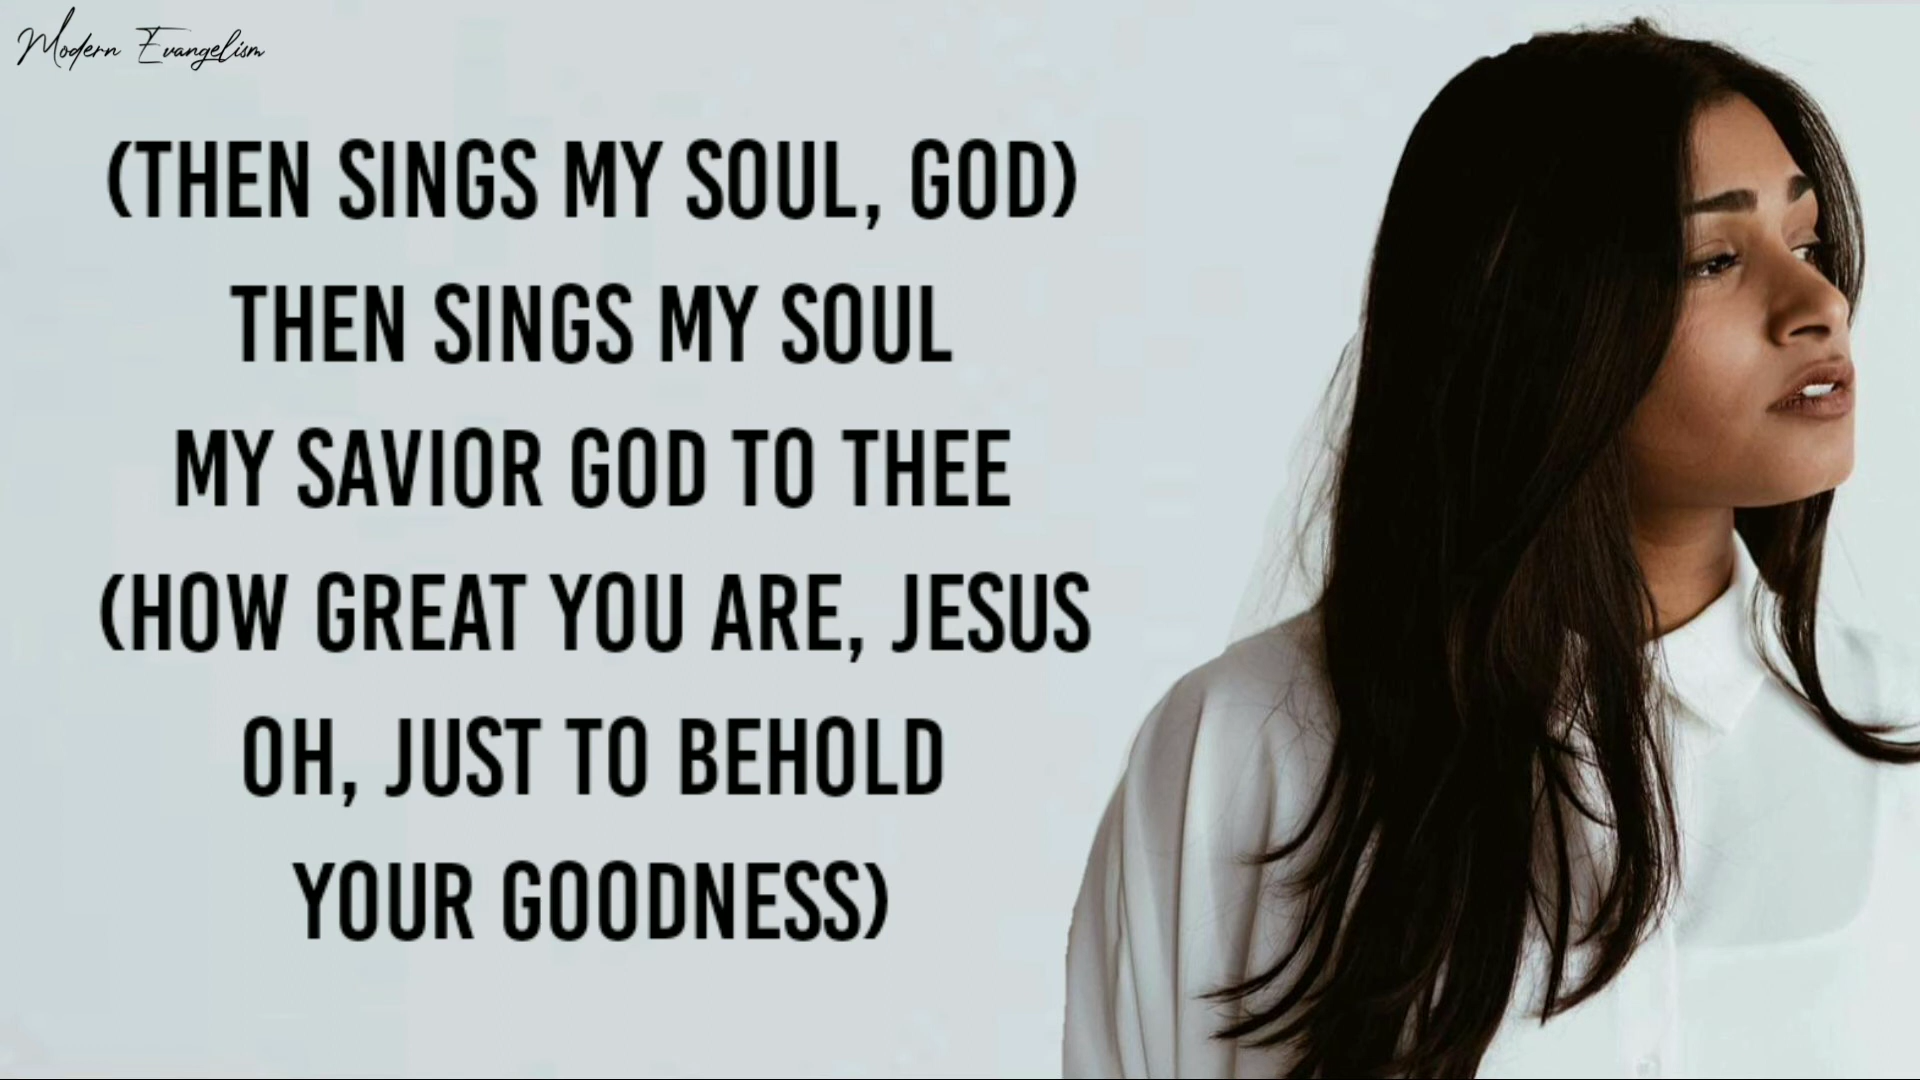 Modern Evangelism
(THEN SINGS MY SOUL, GOD)
THEN SINGS MY SOUL
MY SAVIOR GOD TO THEE
(HOW GREAT YOU ARE, JESUS
OH, JUST TO BEHOLD
YOUR GOODNESS)